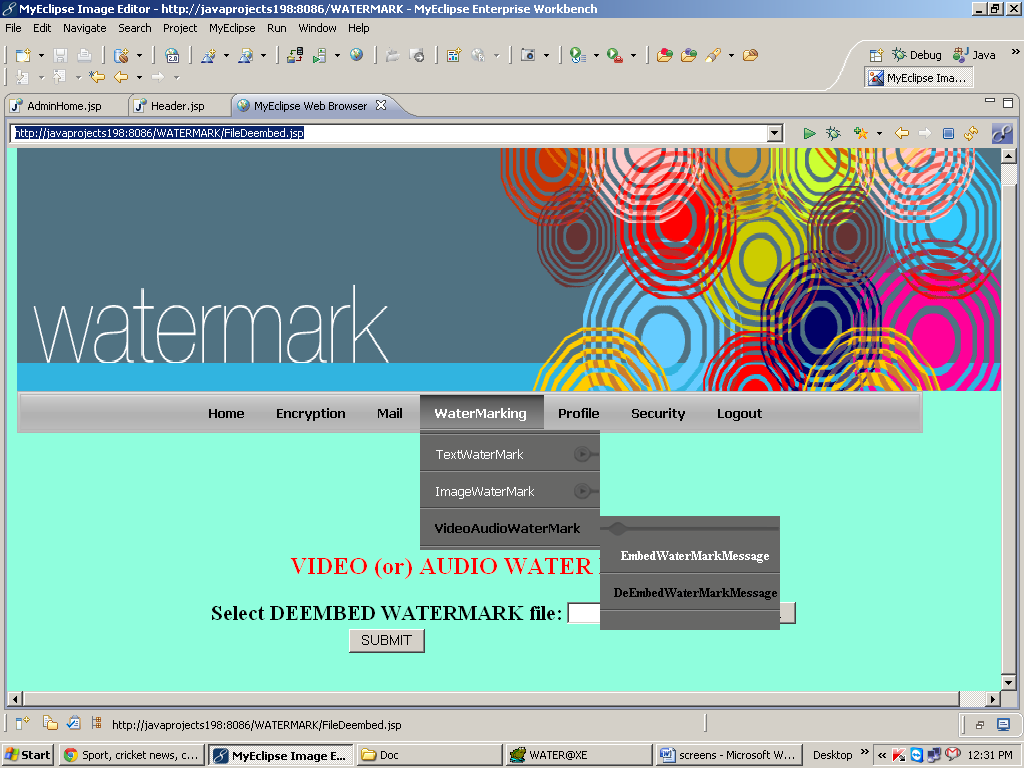 MyEclipse Image Editor - http://javaprojects198:8086/WATERMARK - MyEclipse Enterprise Workbench
File Edit Navigate Search Project MyEclipse Run Window Help
2.0
Debug Java »
MyEclipse Ima...
AdminHome.jsp Header.jsp MyEclipse Web Browser
http://javaprojects198:8086/WATERMARK/FileDeembed.jsp
watermark
Home Encryption Mail WaterMarking Profile Security Logout
TextWaterMark
ImageWaterMark
VideoAudioWaterMark
EmbedWaterMarkMessage
VIDEO (or) AUDIO WATER
DeEmbedWaterMarkMessage
Select DEEMBED WATERMARK file:
SUBMIT
http://javaprojects198:8086/WATERMARK/FileDeembed.jsp
Start Sport, cricket news, c... MyEclipse Image E... Doc WATER@XE screens - Microsoft W... Desktop » « 12:31 PM